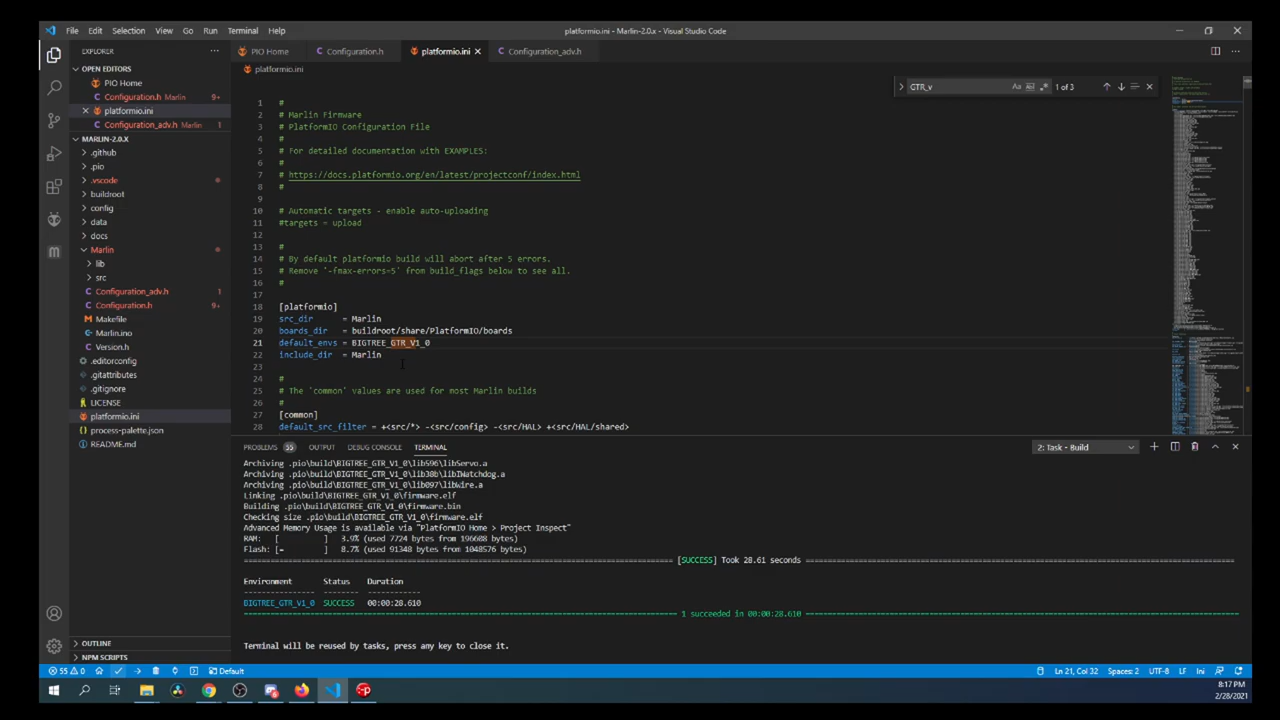 File Edit Selection View Go Run Terminal Help
platformio.ini - Marlin-2.0.x - Visual Studio Code
EXPLORER
OPEN EDITORS
PIO Home
Configuration.h Marlin 9+
platformio.ini
Configuration_adv.h Marlin 1
MARLIN-2.0.X
.github
.pio
.vscode
buildroot
config
data
docs
Marlin
lib
src
Configuration_adv.h 1
Configuration.h 9+
Makefile
Marlin.ino
Version.h
.editorconfig
.gitattributes
.gitignore
LICENSE
platformio.ini
process-palette.json
README.md
OUTLINE
NPM SCRIPTS
PIO Home Configuration.h platformio.ini Configuration_adv.h
platformio.ini
GTR_v Aa 1 of 3
1 #
2 # Marlin Firmware
3 # PlatformIO Configuration File
4 #
5 # For detailed documentation with EXAMPLES:
6 #
7 # https://docs.platformio.org/en/latest/projectconf/index.html
8 #
9
10 # Automatic targets - enable auto-uploading
11 #targets = upload
12
13 #
14 # By default platformio build will abort after 5 errors.
15 # Remove '-fmax-errors=5' from build_flags below to see all.
16 #
17
18 [platformio]
19 src_dir = Marlin
20 boards_dir = buildroot/share/PlatformIO/boards
21 default_envs = BIGTREE_GTR_V1_0
22 include_dir = Marlin
23
24 #
25 # The 'common' values are used for most Marlin builds
26 #
27 [common]
28 default_src_filter = +<src/*> -<src/config> -<src/HAL> +<src/HAL/shared>
PROBLEMS 55 OUTPUT DEBUG CONSOLE TERMINAL
2: Task - Build
Archiving .pio\build\BIGTREE_GTR_V1_0\lib596\libServo.a
Archiving .pio\build\BIGTREE_GTR_V1_0\lib30b\libIWatchdog.a
Archiving .pio\build\BIGTREE_GTR_V1_0\lib097\libWire.a
Linking .pio\build\BIGTREE_GTR_V1_0\firmware.elf
Building .pio\build\BIGTREE_GTR_V1_0\firmware.bin
Checking size .pio\build\BIGTREE_GTR_V1_0\firmware.elf
Advanced Memory Usage is available via "PlatformIO Home > Project Inspect"
RAM: [ ] 3.9% (used 7724 bytes from 196608 bytes)
Flash: [= ] 8.7% (used 91348 bytes from 1048576 bytes)
[SUCCESS] Took 28.61 seconds
Environment Status Duration
BIGTREE_GTR_V1_0 SUCCESS 00:00:28.610
1 succeeded in 00:00:28.610
Terminal will be reused by tasks, press any key to close it.
55 0 Default
Ln 21, Col 32 Spaces: 2 UTF-8 LF Ini
8:17 PM
2/28/2021